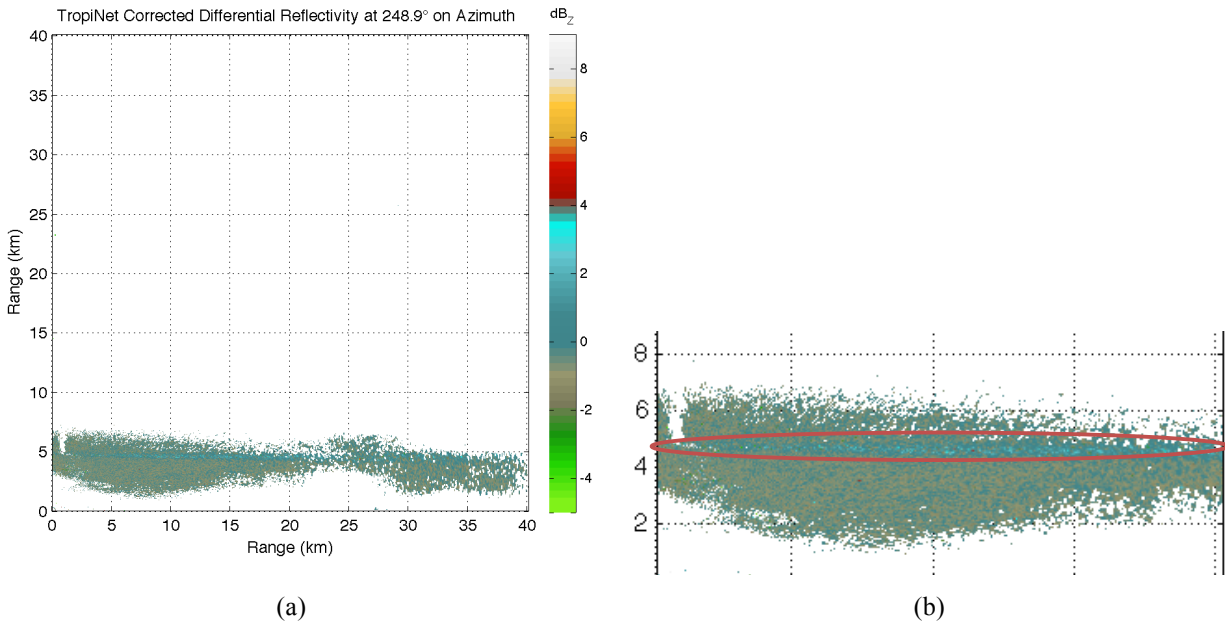 TropiNet Corrected Differential Reflectivity at 248.9° on Azimuth
dBZ
40
35
30
25
20
15
10
5
0
Range (km)
0 5 10 15 20 25 30 35 40
Range (km)
8
6
4
2
0
-2
-4
8
6
4
2
(a)
(b)